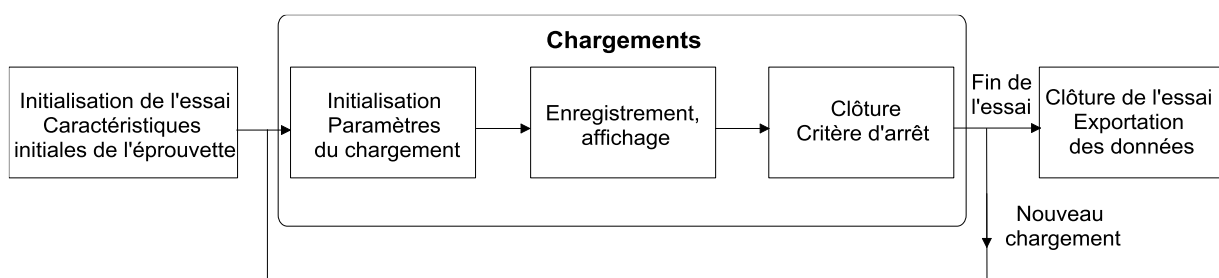 Chargements
Initialisation de l'essai
Caractéristiques
initiales de l'éprouvette
Initialisation
Paramètres
du chargement
Enregistrement,
affichage
Clôture
Critère d'arrêt
Fin de
l'essai
Clôture de l'essai
Exportation
des données
Nouveau
chargement